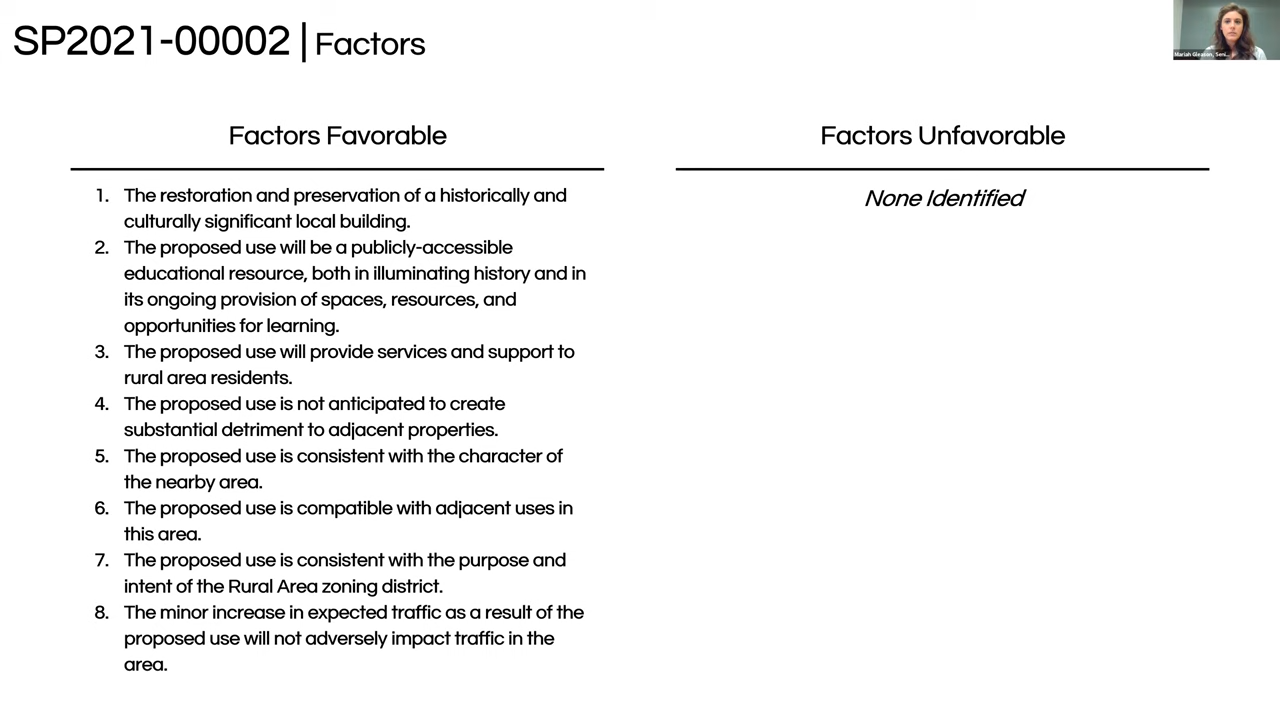 SP2021-00002 | Factors
Mariah Gleason, Seni...
Factors Favorable
1. The restoration and preservation of a historically and
culturally significant local building.
2. The proposed use will be a publicly-accessible
educational resource, both in illuminating history and in
its ongoing provision of spaces, resources, and
opportunities for learning.
3. The proposed use will provide services and support to
rural area residents.
4. The proposed use is not anticipated to create
substantial detriment to adjacent properties.
5. The proposed use is consistent with the character of
the nearby area.
6. The proposed use is compatible with adjacent uses in
this area.
7. The proposed use is consistent with the purpose and
intent of the Rural Area zoning district.
8. The minor increase in expected traffic as a result of the
proposed use will not adversely impact traffic in the
area.
Factors Unfavorable
None Identified